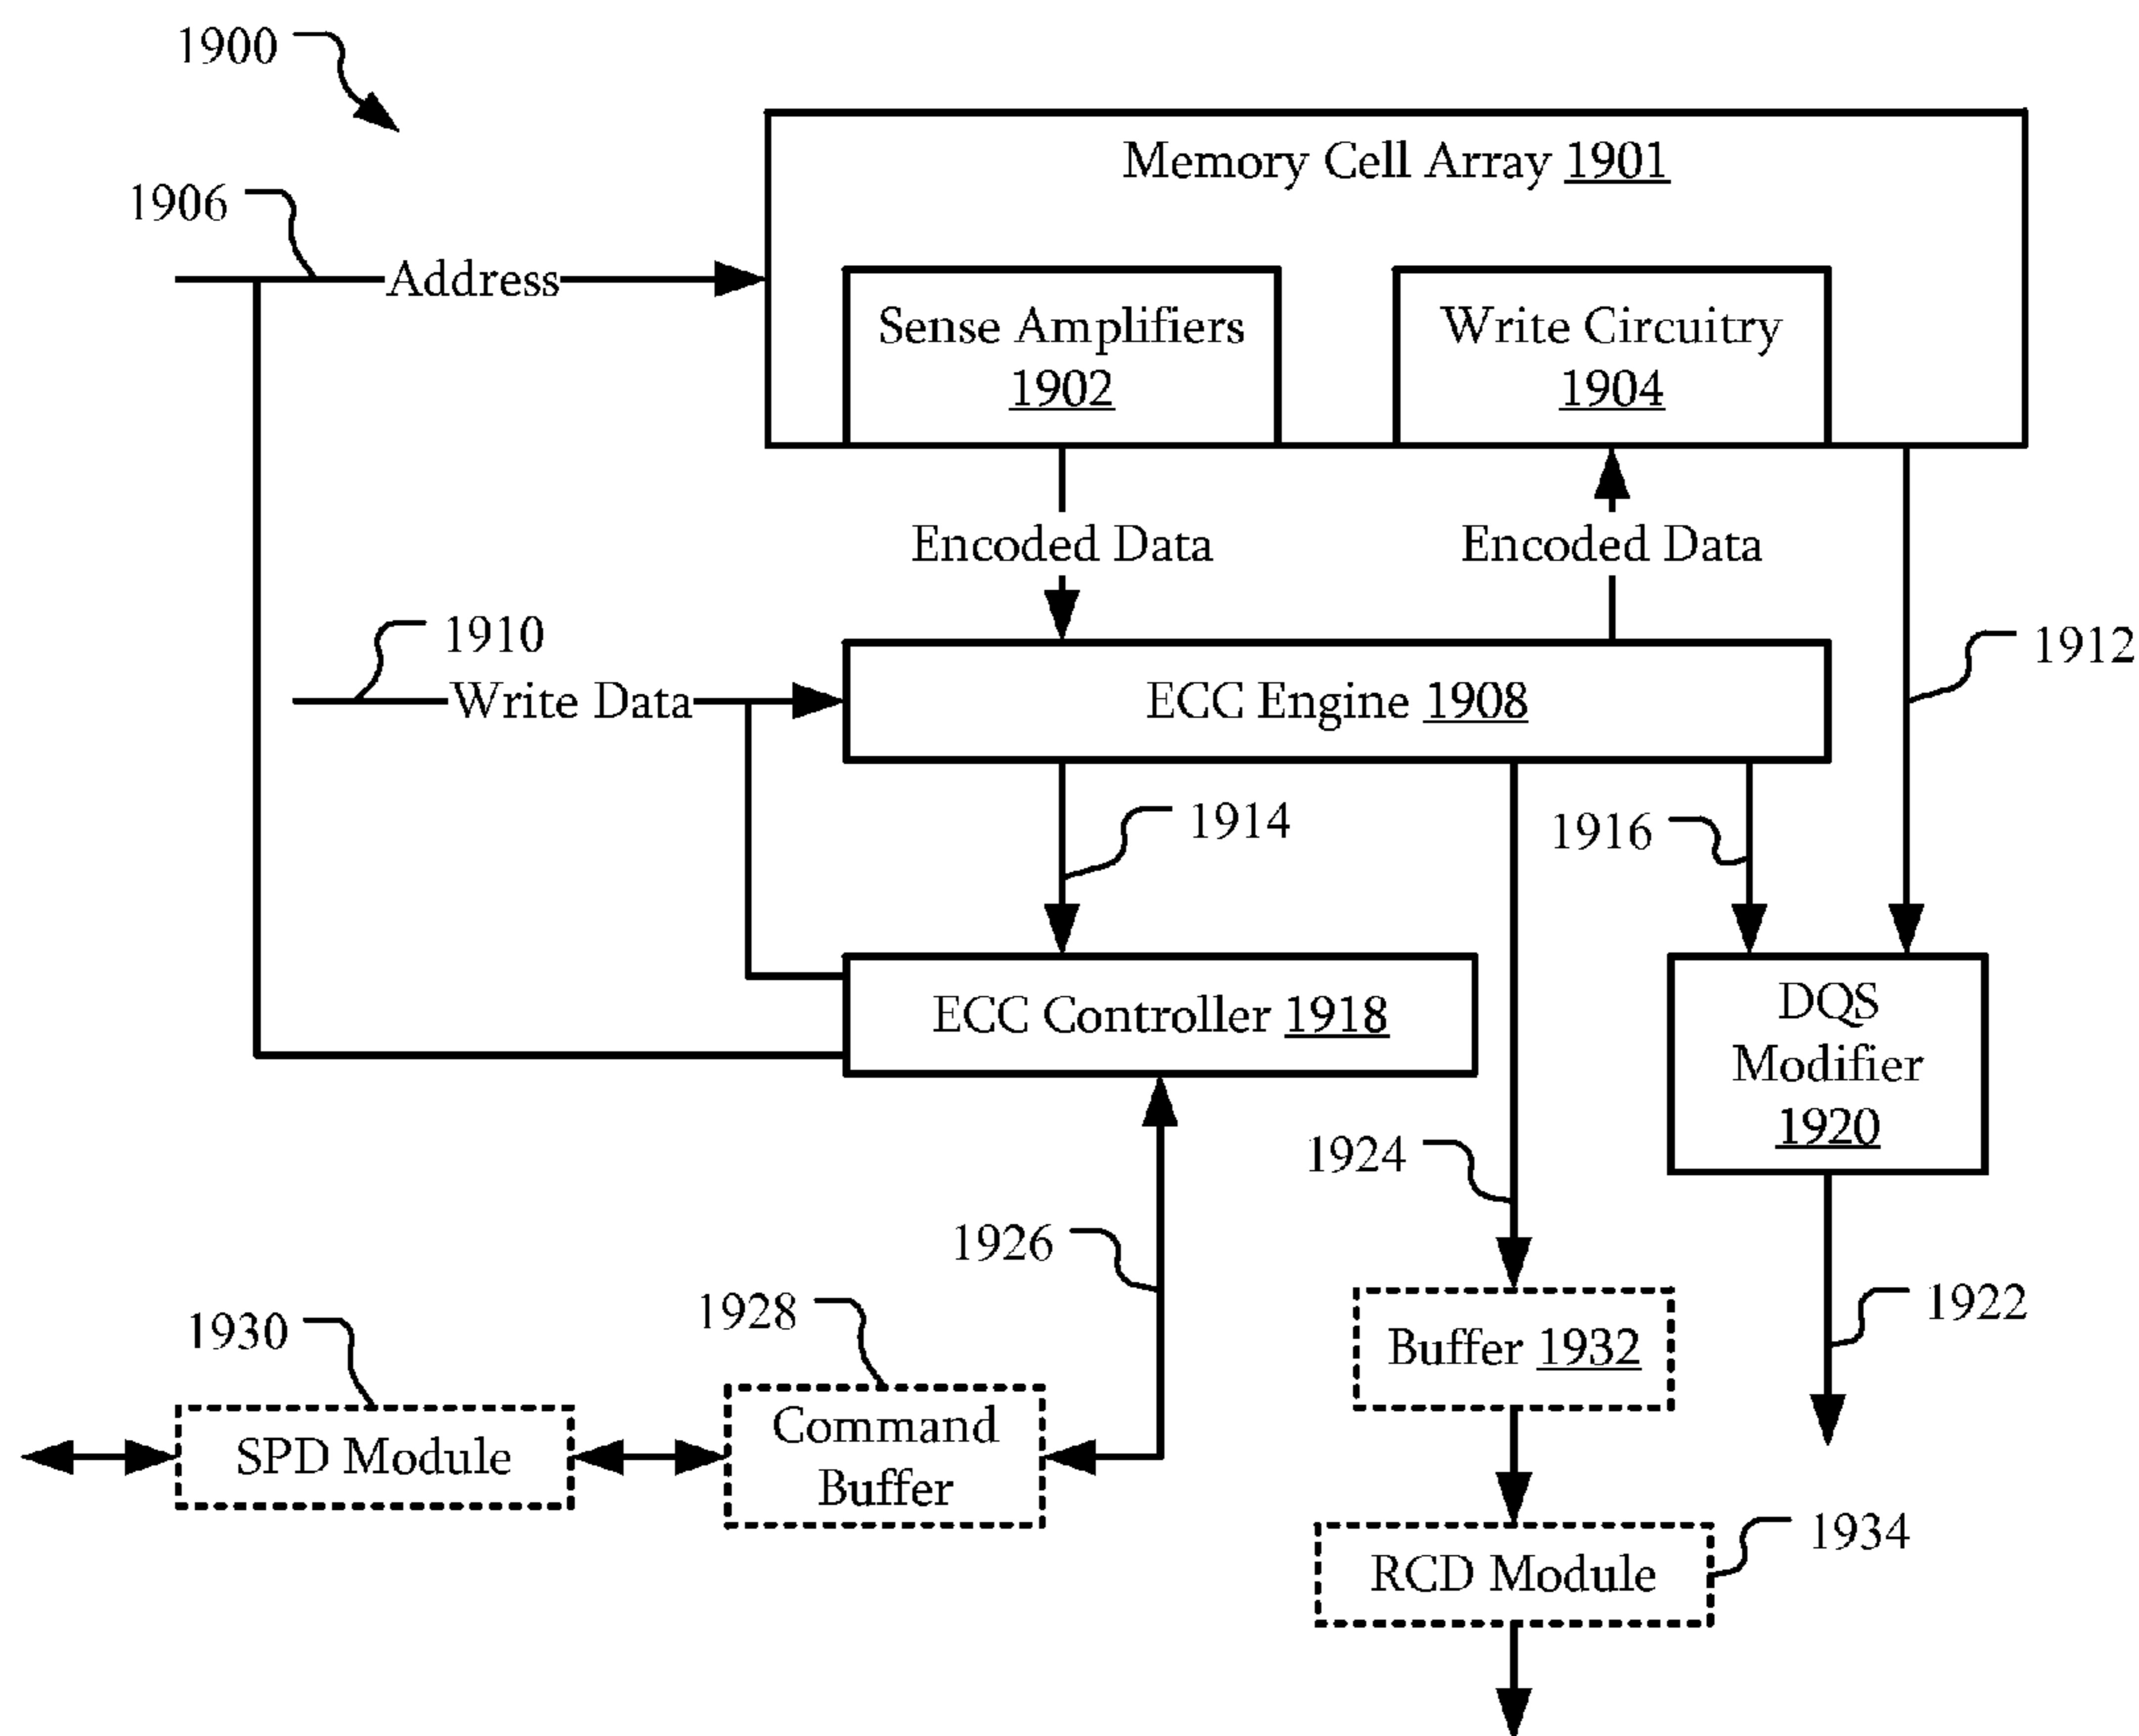 1900
Memory Cell Array 1901
1906
Address
Sense Amplifiers
1902
Write Circuitry
1904
Encoded Data
Encoded Data
1910
Write Data
ECC Engine 1908
1912
1914
1916
ECC Controller 1918
DQS
Modifier
1920
1924
1926
1922
1928
1930
Buffer 1932
Command
Buffer
SPD Module
1934
RCD Module